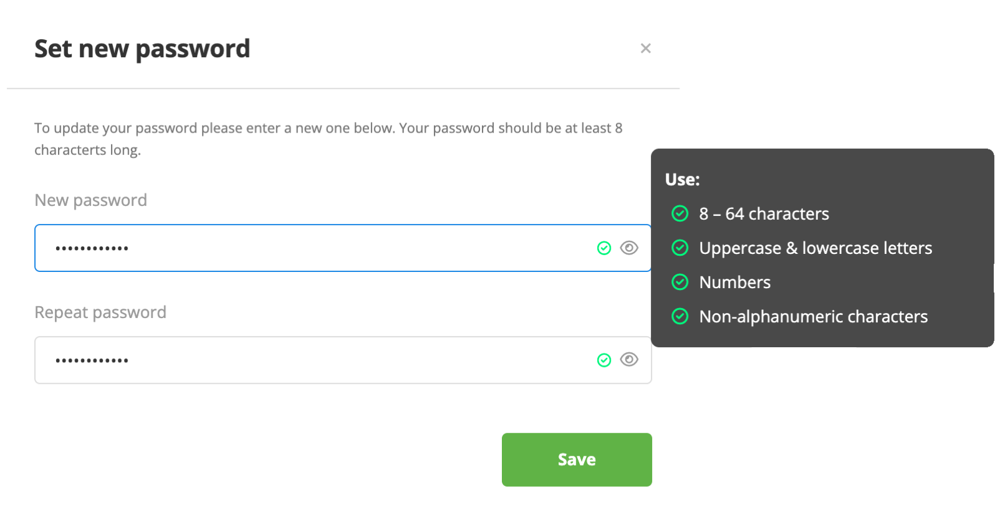 Set new password
×
To update your password please enter a new one below. Your password should be at least 8
characterts long.
New password
••••••••••••
Repeat password
••••••••••••
Save
Use:
8 – 64 characters
Uppercase & lowercase letters
Numbers
Non-alphanumeric characters